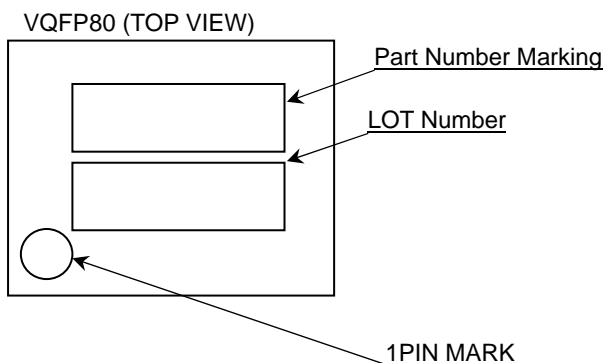 VQFP80 (TOP VIEW)
Part Number Marking
LOT Number
1PIN MARK